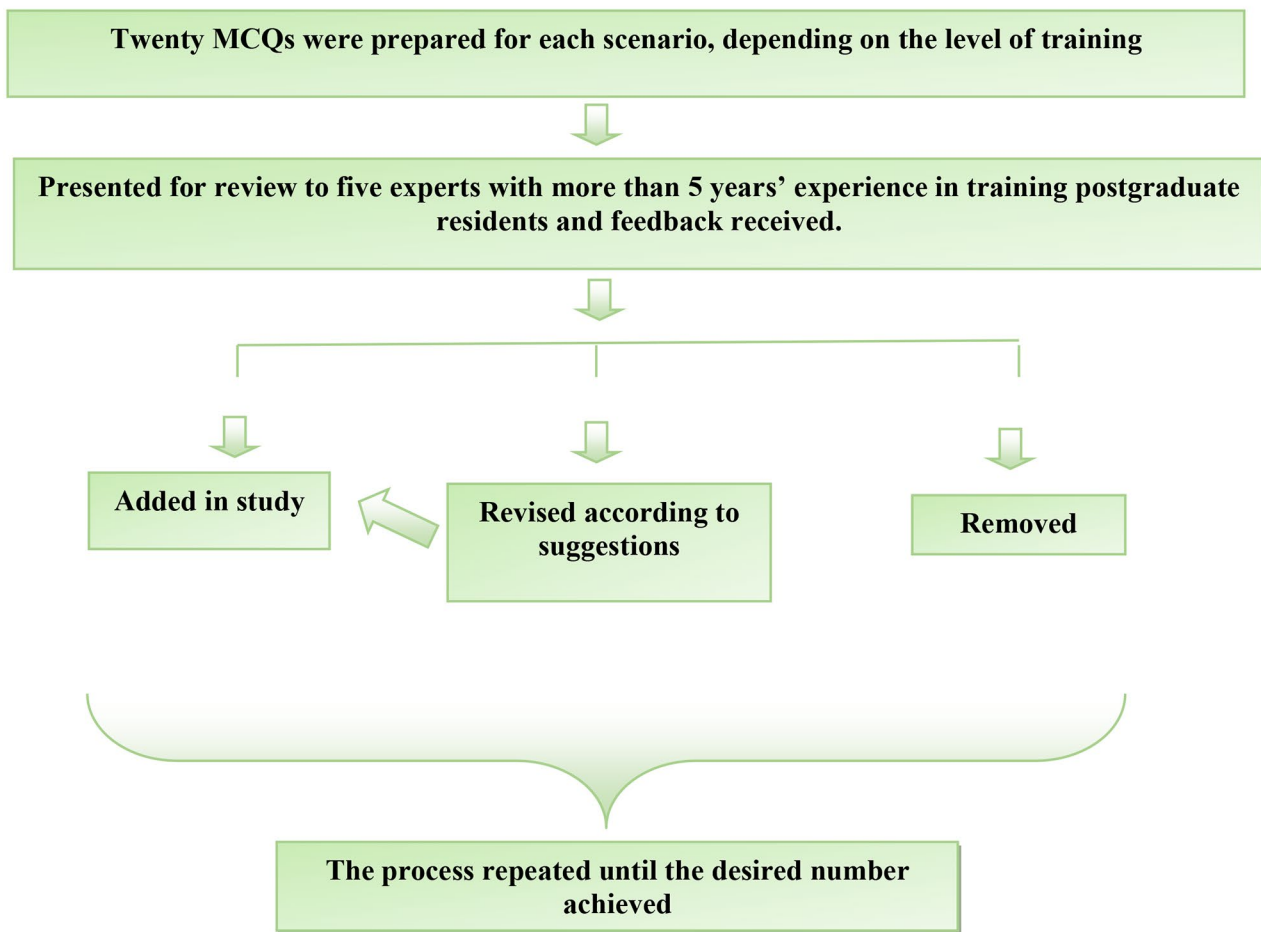 Twenty MCQs were prepared for each scenario, depending on the level of training
Presented for review to five experts with more than 5 years’ experience in training postgraduate
residents and feedback received.
Added in study
Revised according to
suggestions
Removed
The process repeated until the desired number
achieved